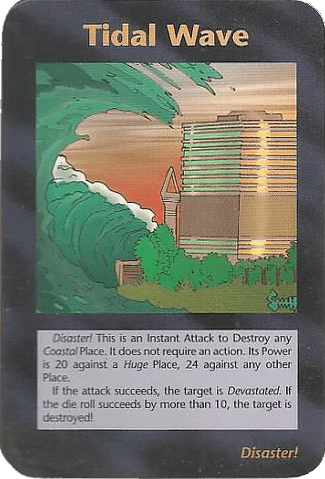 Tidal Wave
Disaster! This is an Instant Attack to Destroy any
Coastal Place. It does not require an action. Its Power
is 20 against a Huge Place, 24 against any other
Place.
If the attack succeeds, the target is Devastated. If
the die roll succeeds by more than 10, the target is
destroyed!
Disaster!